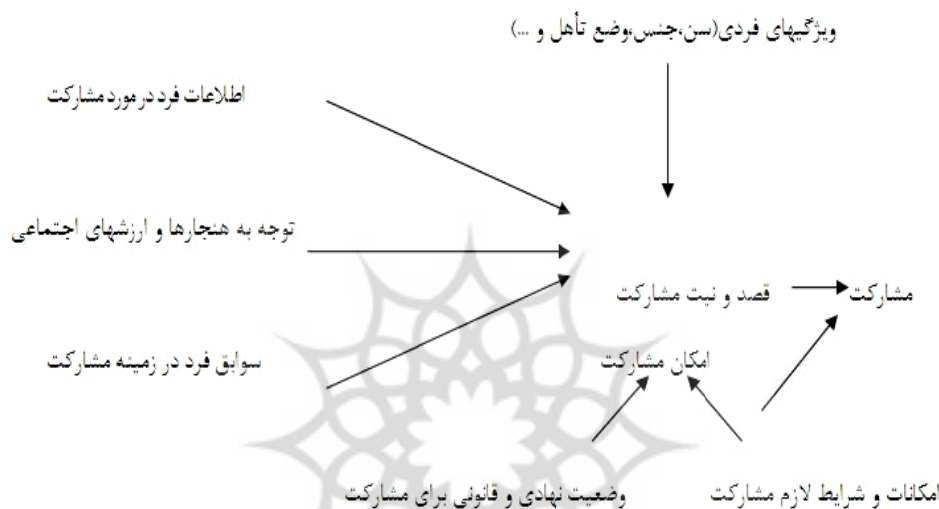 ویژگیهای فردی(سن،جنس،وضع تأهل و ...)
اطلاعات فرد در مورد مشارکت
توجه به هنجارها و ارزشهای اجتماعی
قصد و نیت مشارکت
مشارکت
سوابق فرد در زمینه مشارکت
امکان مشارکت
امکانات و شرایط لازم مشارکت
وضعیت نهادی و قانونی برای مشارکت